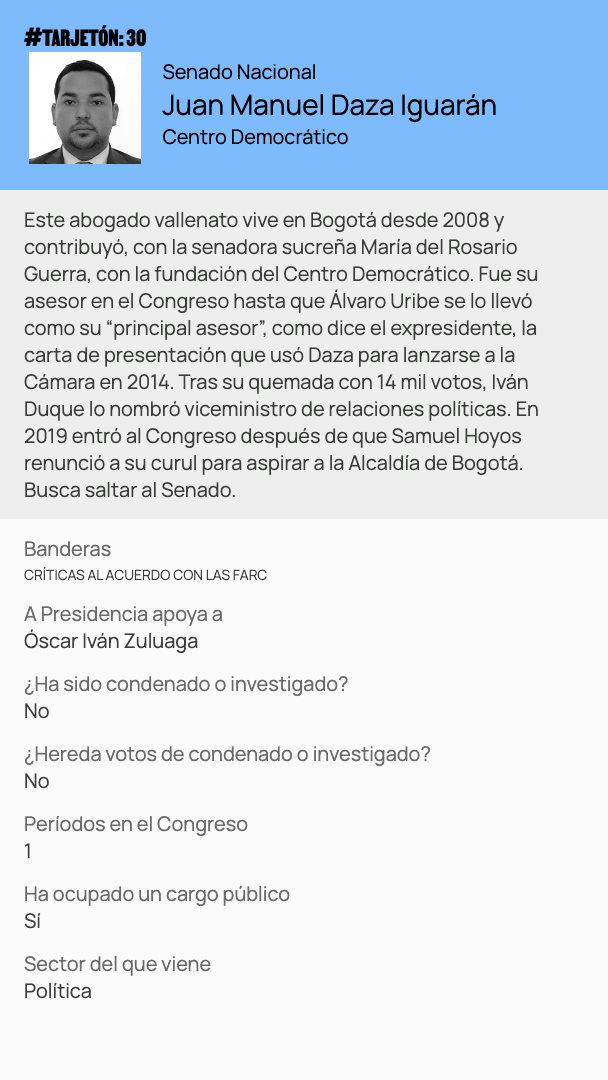 #TARJETÓN: 30
Senado Nacional
Juan Manuel Daza Iguarán
Centro Democrático
Este abogado vallenato vive en Bogotá desde 2008 y
contribuyó, con la senadora sucreña María del Rosario
Guerra, con la fundación del Centro Democrático. Fue su
asesor en el Congreso hasta que Álvaro Uribe se lo llevó
como su “principal asesor”, como dice el expresidente, la
carta de presentación que usó Daza para lanzarse a la
Cámara en 2014. Tras su quemada con 14 mil votos, Iván
Duque lo nombró viceministro de relaciones políticas. En
2019 entró al Congreso después de que Samuel Hoyos
renunció a su curul para aspirar a la Alcaldía de Bogotá.
Busca saltar al Senado.
Banderas
CRÍTICAS AL ACUERDO CON LAS FARC
A Presidencia apoya a
Óscar Iván Zuluaga
¿Ha sido condenado o investigado?
No
¿Hereda votos de condenado o investigado?
No
Períodos en el Congreso
1
Ha ocupado un cargo público
Sí
Sector del que viene
Política